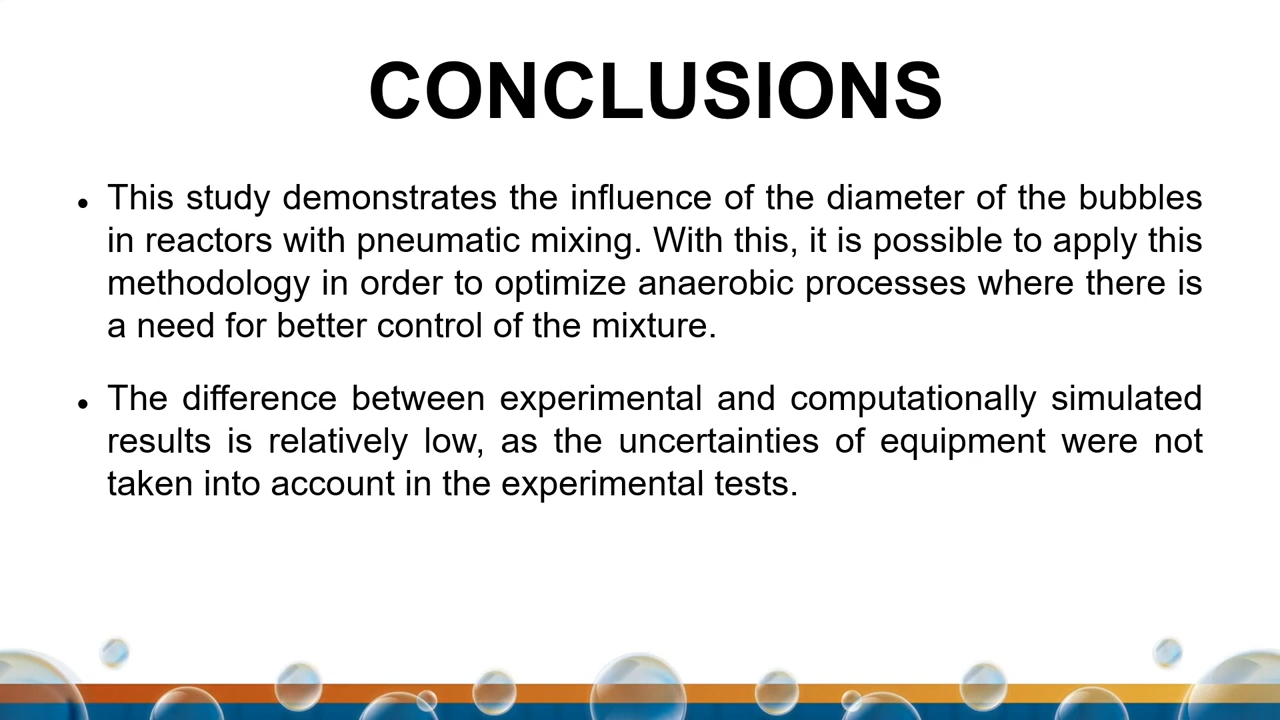 CONCLUSIONS
• This study demonstrates the influence of the diameter of the bubbles
in reactors with pneumatic mixing. With this, it is possible to apply this
methodology in order to optimize anaerobic processes where there is
a need for better control of the mixture.
• The difference between experimental and computationally simulated
results is relatively low, as the uncertainties of equipment were not
taken into account in the experimental tests.